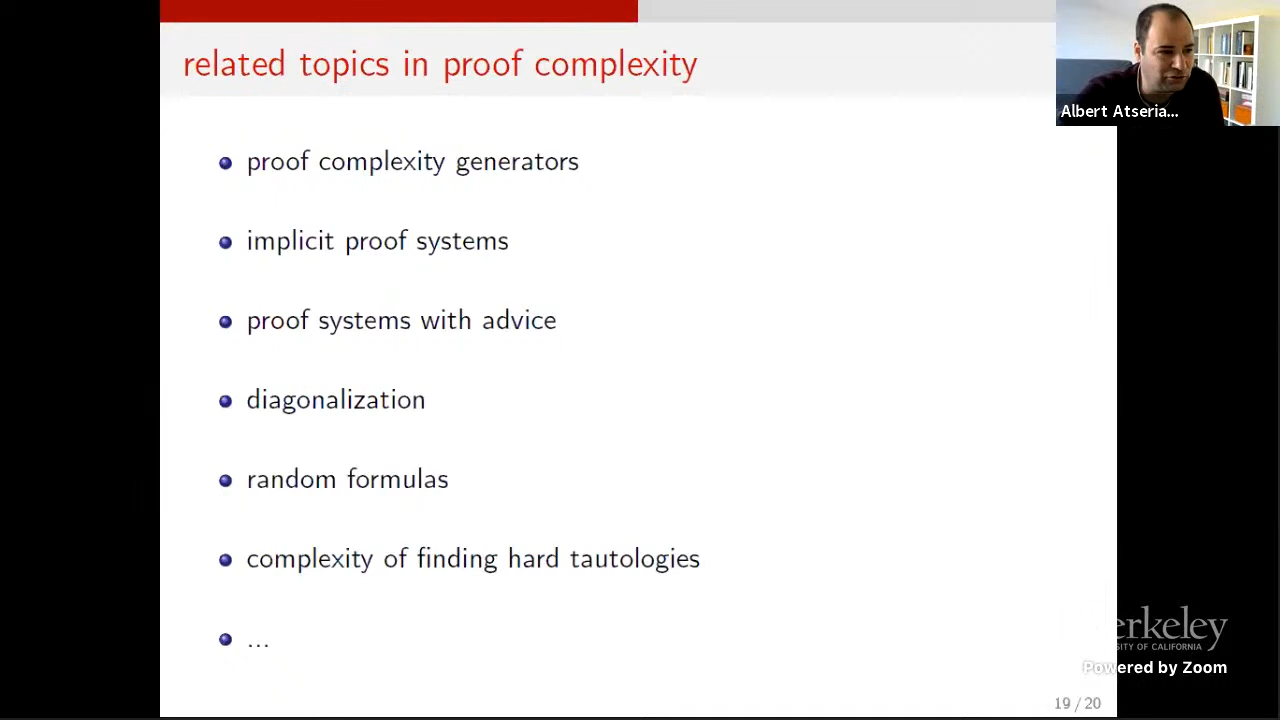 related topics in proof complexity
Albert Atseria...
proof complexity generators
implicit proof systems
proof systems with advice
diagonalization
random formulas
complexity of finding hard tautologies
...
erkeley
SITY OF CALIFORNIA
Powered by Zoom
19 / 20